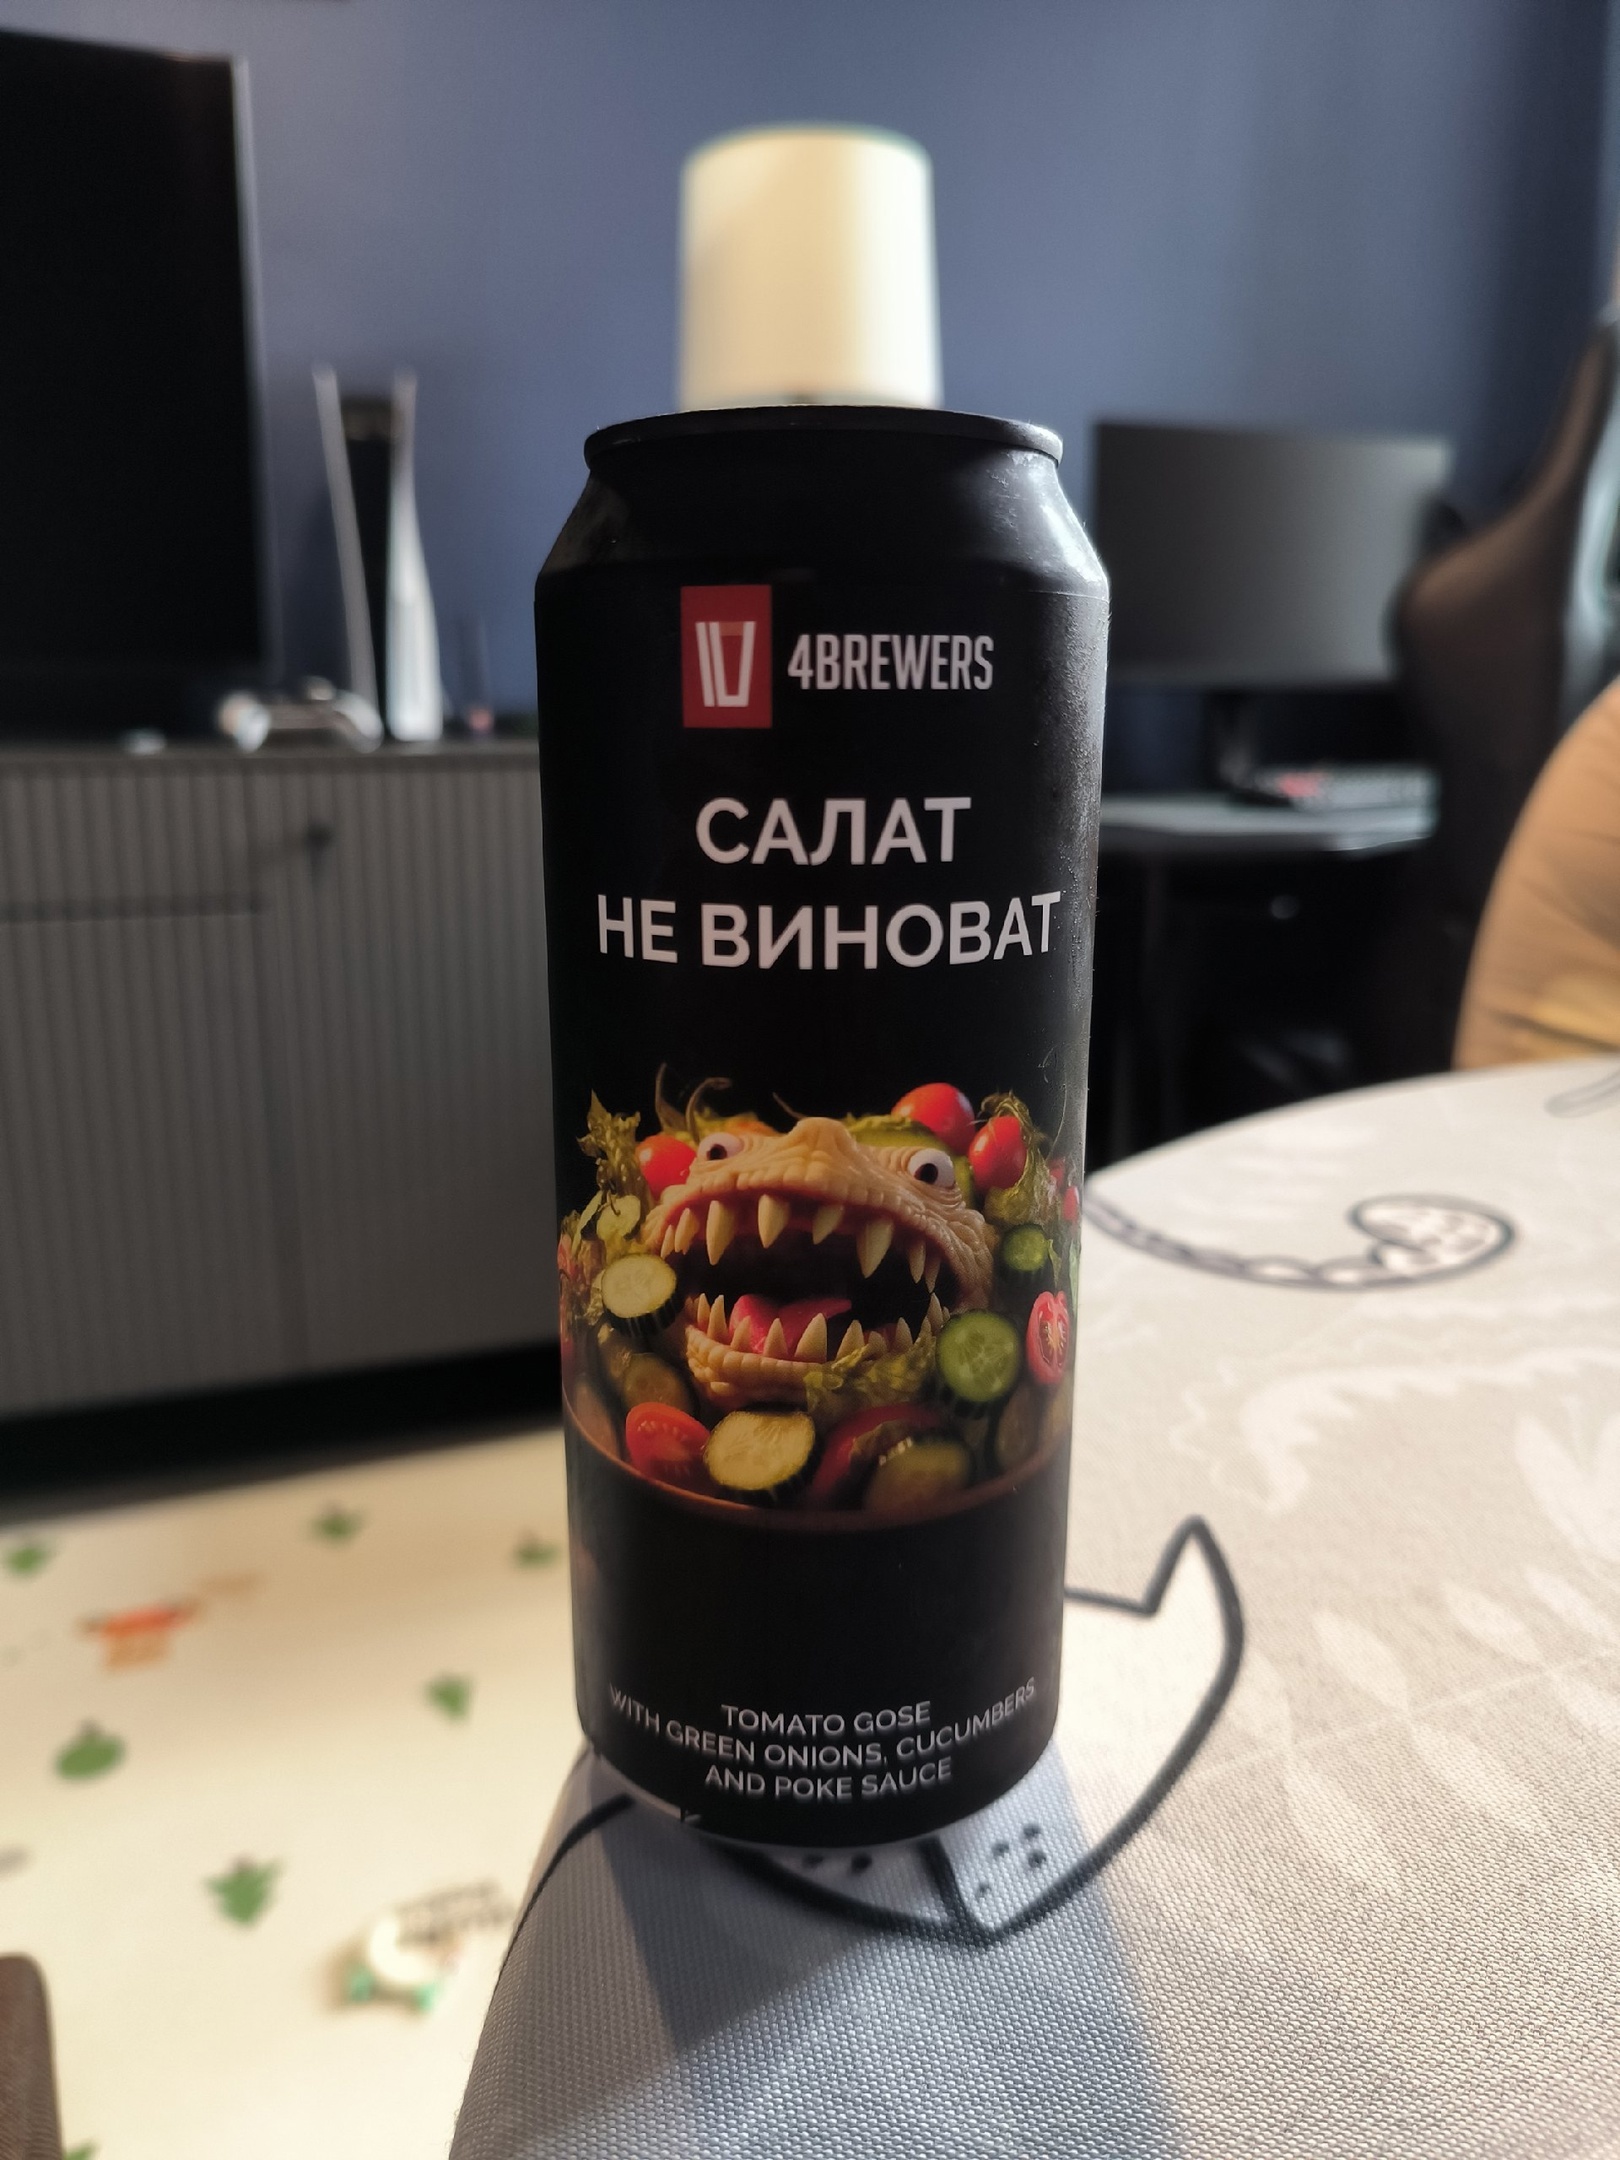 4BREWERS
САЛАТ
НЕ ВИНОВАТ
TOMATO GOSE
WITH GREEN ONIONS, CUCUMBERS
AND POKE SAUCE